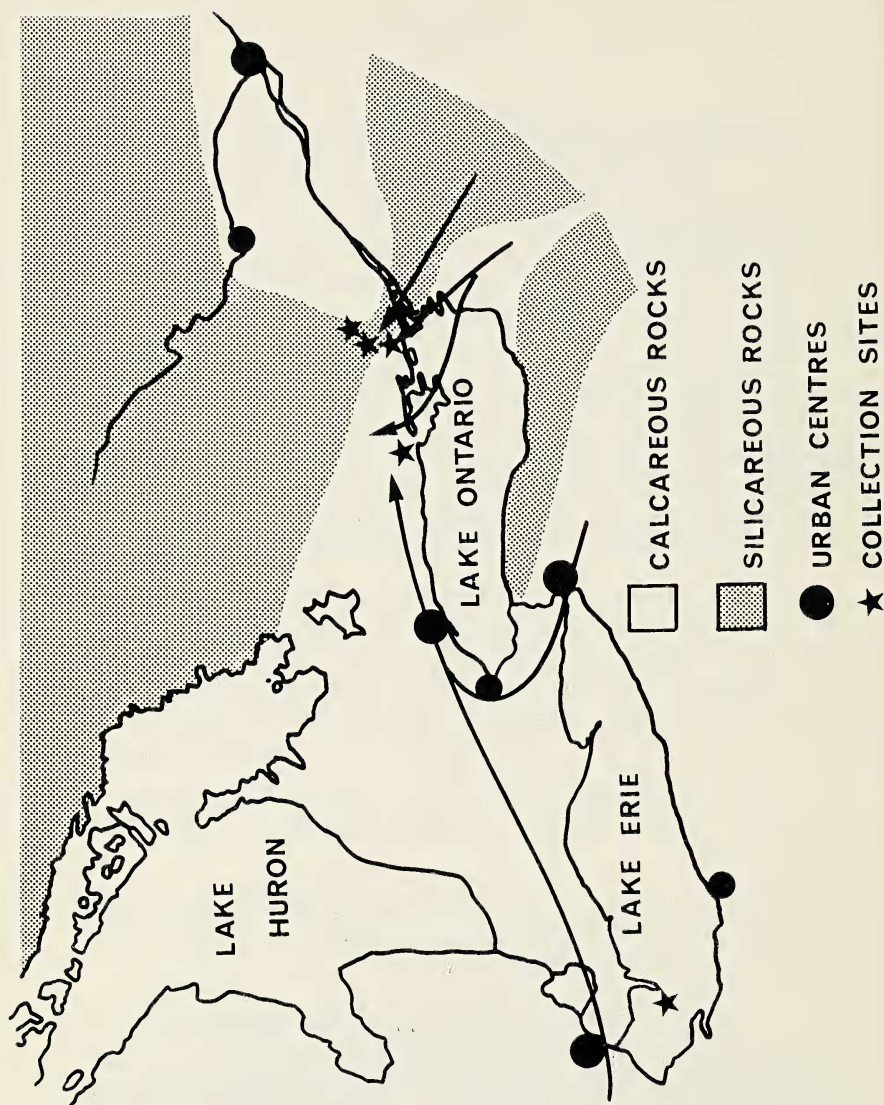 LAKE
HURON
LAKE ONTARIO
LAKE ERIE
CALCAREOUS ROCKS
SILICAREOUS ROCKS
URBAN CENTRES
COLLECTION SITES